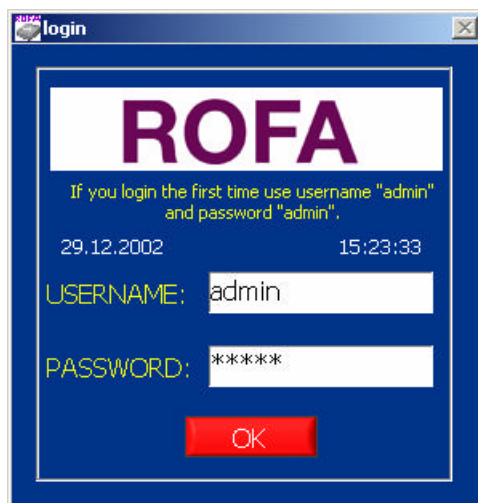 ROFA login
ROFA
If you login the first time use username "admin"
and password "admin".
29.12.2002 15:23:33
USERNAME: admin
PASSWORD: *****
OK